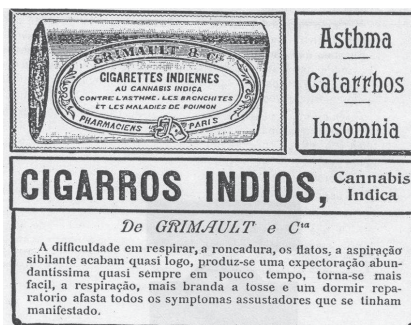 GRIMAULT & Cie
CIGARETTES INDIENNES
AU CANNABIS INDICA
CONTRE L'ASTHME, LES BRONCHITES
ET LES MALADIES DE POUMON
PHARMACIENS PARIS
Asthma
Catarrhos
Insomnia
CIGARROS INDIOS, Cannabis
Indica
De GRIMAULT e Cta
A difficuldade em respirar, a roncadura, os flatos, a aspiração
sibilante acabam quasi logo, produz-se uma expectoração abun-
dantissima quasi sempre em pouco tempo, torna-se mais
facil, a respiração, mais branda a tosse e um dormir repa-
ratorio afasta todos os symptomas assustadores que se tinham
manifestado.